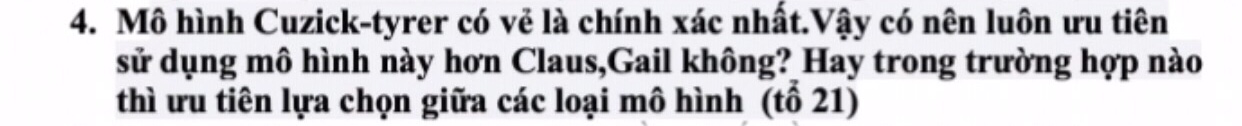 4. Mô hình Cuzick-tyrer có vẻ là chính xác nhất.Vậy có nên luôn ưu tiên
sử dụng mô hình này hơn Claus,Gail không? Hay trong trường hợp nào
thì ưu tiên lựa chọn giữa các loại mô hình (tổ 21)